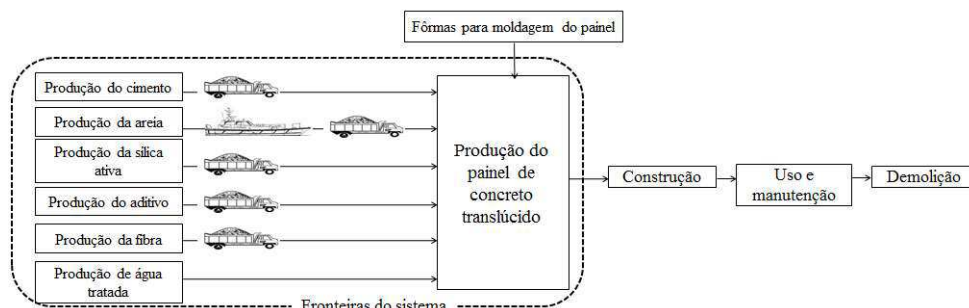 Fôrmas para moldagem do painel
Produção do cimento
Produção da areia
Produção da sílica
ativa
Produção do aditivo
Produção da fibra
Produção de água
tratada
Produção do
painel de
concreto
translúcido
Construção
Uso e
manutenção
Demolição
Fronteiras do sistema